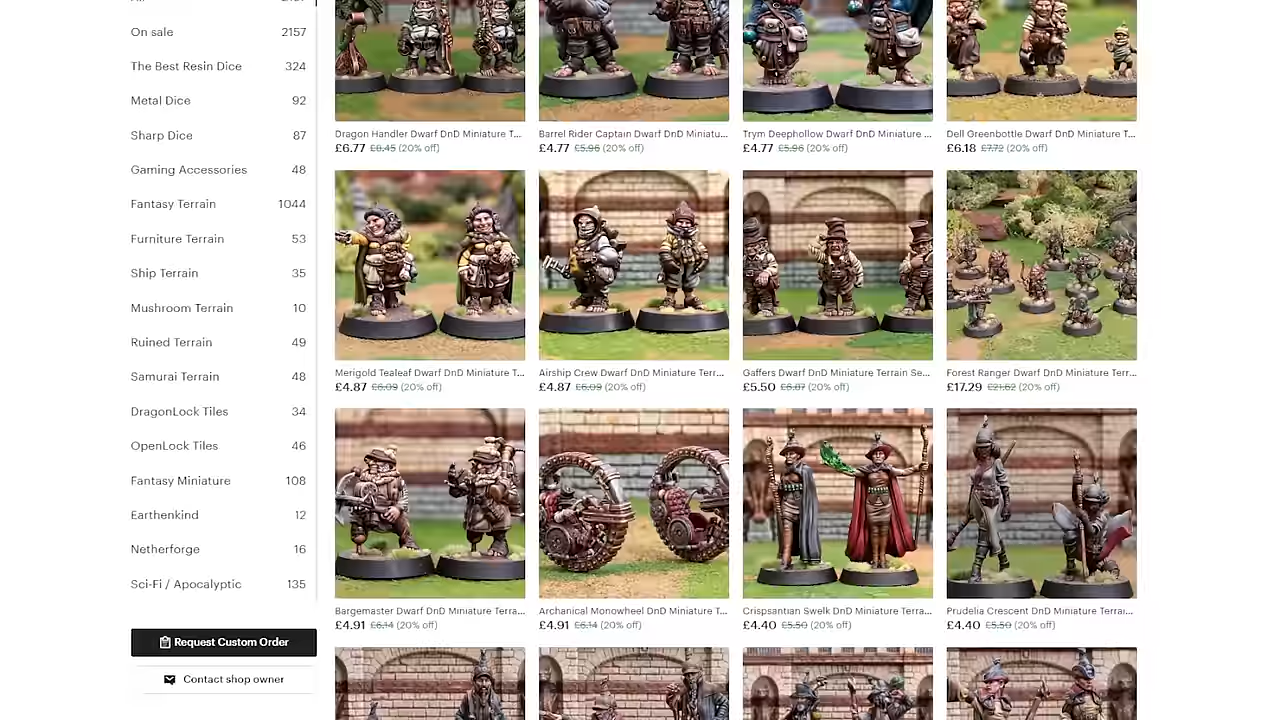 On sale 2157
The Best Resin Dice 324
Metal Dice 92
Sharp Dice 87
Gaming Accessories 48
Fantasy Terrain 1044
Furniture Terrain 53
Ship Terrain 35
Mushroom Terrain 10
Ruined Terrain 49
Samurai Terrain 48
DragonLock Tiles 34
OpenLock Tiles 46
Fantasy Miniature 108
Earthenkind 12
Netherforge 16
Sci-Fi / Apocalyptic 135
Request Custom Order
Contact shop owner
Dragon Handler Dwarf DnD Miniature T...
£6.77 £8.45 (20% off)
Barrel Rider Captain Dwarf DnD Miniatu...
£4.77 £5.96 (20% off)
Trym Deephollow Dwarf DnD Miniature ...
£4.77 £5.96 (20% off)
Dell Greenbottle Dwarf DnD Miniature T...
£6.18 £7.72 (20% off)
Merigold Tealeaf Dwarf DnD Miniature T...
£4.87 £6.09 (20% off)
Airship Crew Dwarf DnD Miniature Terr...
£4.87 £6.09 (20% off)
Gaffers Dwarf DnD Miniature Terrain Se...
£5.50 £6.87 (20% off)
Forest Ranger Dwarf DnD Miniature Terr...
£17.29 £21.62 (20% off)
Bargemaster Dwarf DnD Miniature Terra...
£4.91 £6.14 (20% off)
Archanical Monowheel DnD Miniature T...
£4.91 £6.14 (20% off)
Crispsantian Swelk DnD Miniature Terra...
£4.40 £5.50 (20% off)
Prudelia Crescent DnD Miniature Terrai...
£4.40 £5.50 (20% off)